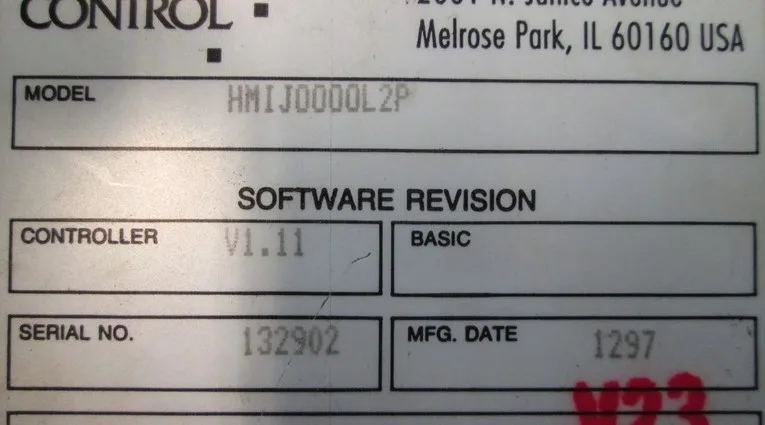 CONTROL
Melrose Park, IL 60160 USA
MODEL HMIJ0000L2P
SOFTWARE REVISION
CONTROLLER V1.11 BASIC
SERIAL NO. 132902 MFG. DATE 1297
V23